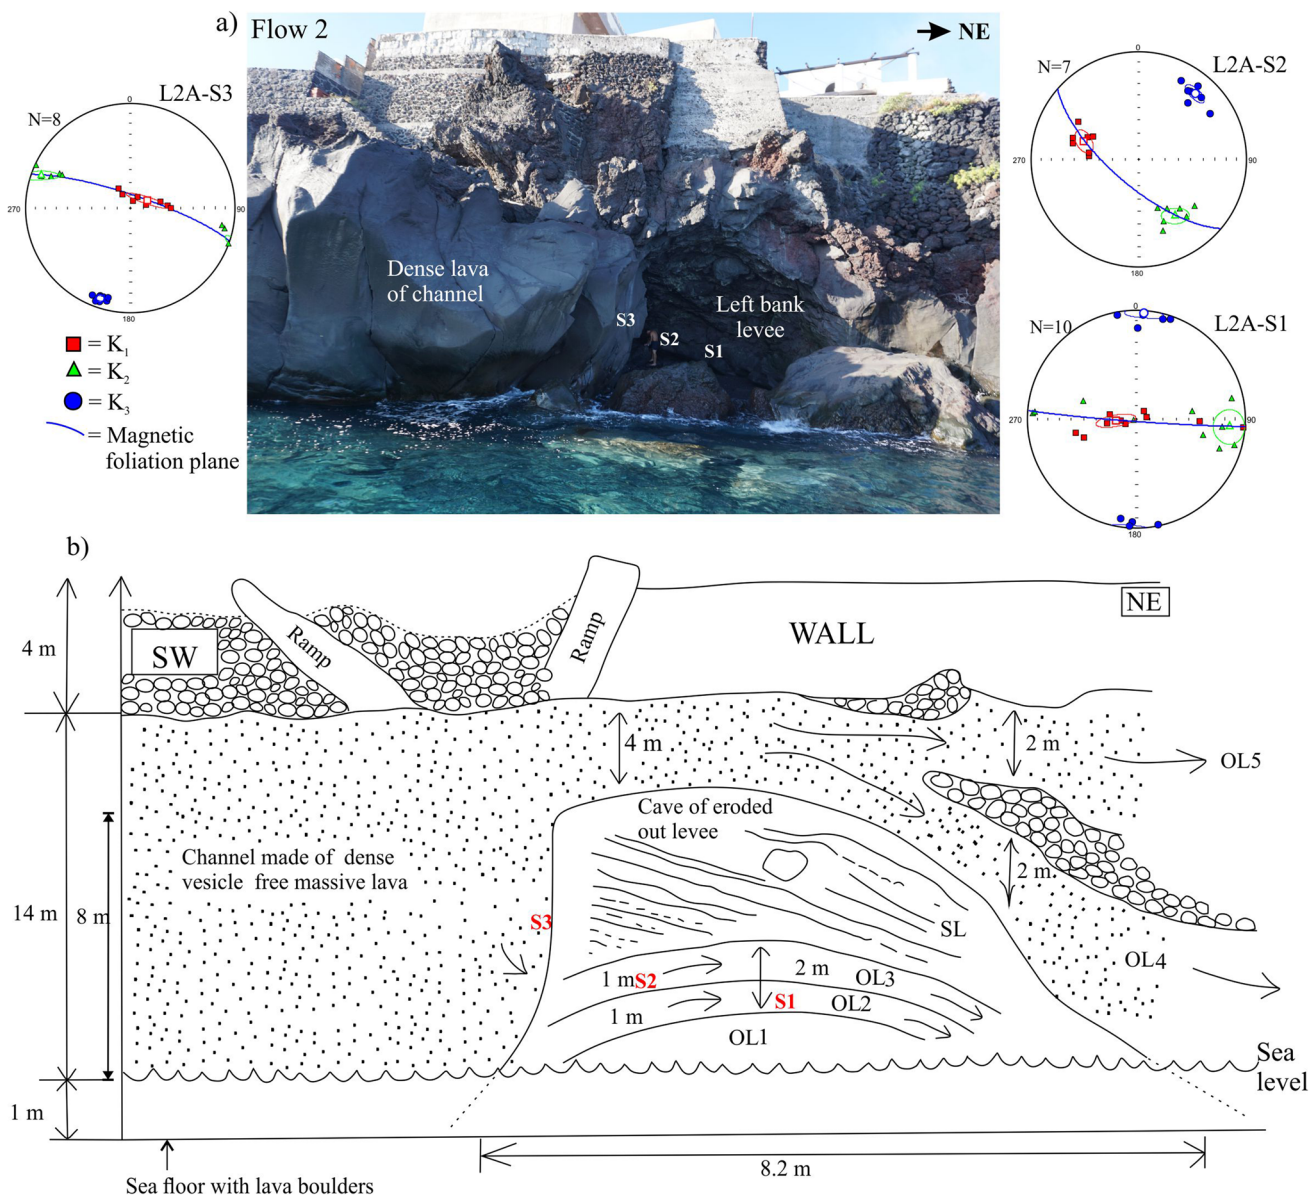 a) Flow 2
NE
L2A-S3
N=8
0
90
180
270
= K1
= K2
= K3
= Magnetic
foliation plane
Dense lava
of channel
S3
S2
S1
Left bank
levee
L2A-S2
N=7
0
90
180
270
L2A-S1
N=10
0
90
180
270
b)
4 m
SW
Ramp
Ramp
WALL
NE
4 m
2 m
OL5
Cave of eroded
out levee
Channel made of dense
vesicle free massive lava
14 m
8 m
S3
2 m
SL
OL4
1 m S2
2 m
OL3
S1
OL2
1 m
OL1
Sea
level
1 m
8.2 m
Sea floor with lava boulders